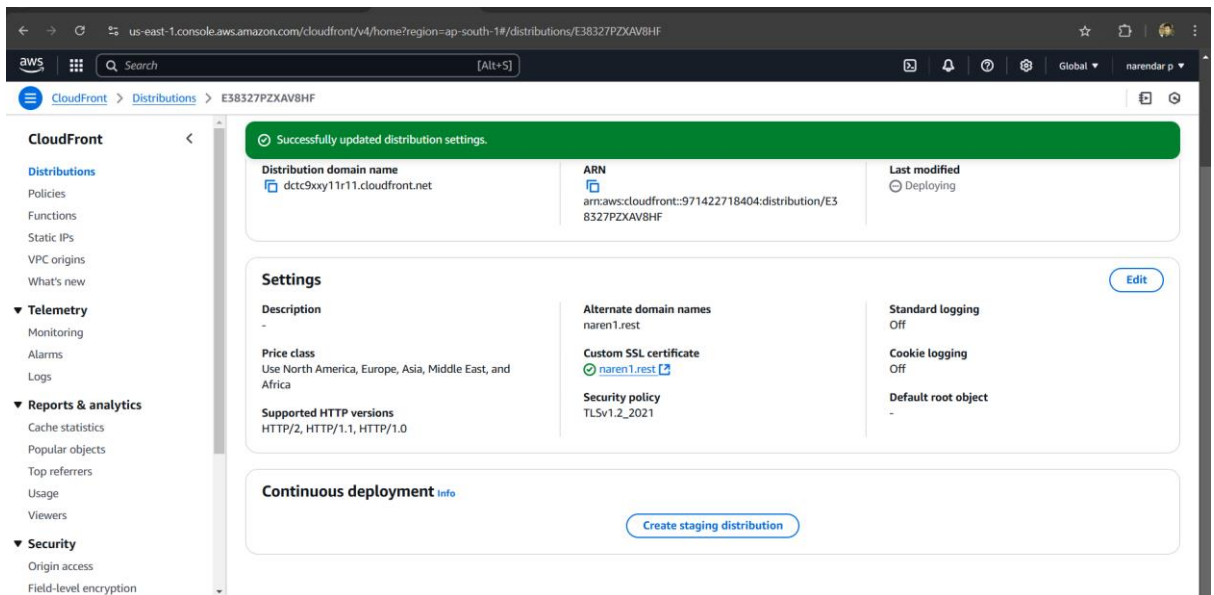 us-east-1.console.aws.amazon.com/cloudfront/v4/home?region=ap-south-1#/distributions/E38327PZXAV8HF
aws Search [Alt+S] Global narendar p
CloudFront > Distributions > E38327PZXAV8HF
CloudFront
Distributions
Policies
Functions
Static IPs
VPC origins
What's new
Telemetry
Monitoring
Alarms
Logs
Reports & analytics
Cache statistics
Popular objects
Top referrers
Usage
Viewers
Security
Origin access
Field-level encryption
Successfully updated distribution settings.
Distribution domain name
dctc9xxy11r11.cloudfront.net
ARN
arn:aws:cloudfront::971422718404:distribution/E3
8327PZXAV8HF
Last modified
Deploying
Settings
Edit
Description
-
Price class
Use North America, Europe, Asia, Middle East, and
Africa
Supported HTTP versions
HTTP/2, HTTP/1.1, HTTP/1.0
Alternate domain names
naren1.rest
Custom SSL certificate
naren1.rest
Security policy
TLSv1.2_2021
Standard logging
Off
Cookie logging
Off
Default root object
-
Continuous deployment Info
Create staging distribution